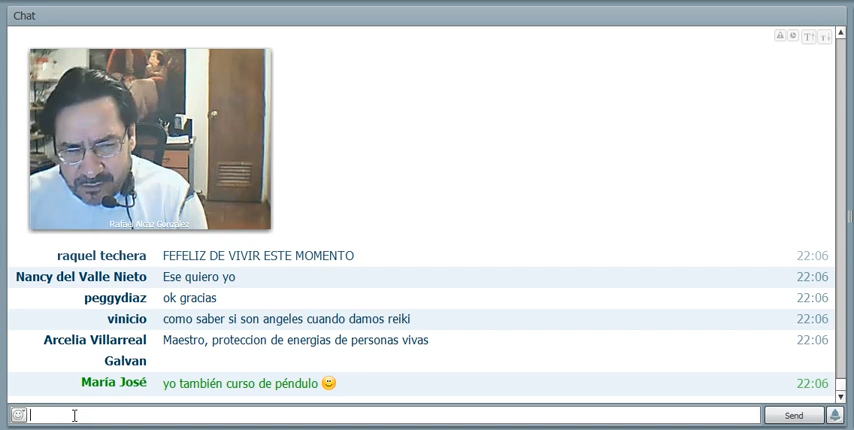 Chat
Rafael Alcaz González
raquel techera FEFELIZ DE VIVIR ESTE MOMENTO 22:06
Nancy del Valle Nieto Ese quiero yo 22:06
peggydiaz ok gracias 22:06
vinicio como saber si son angeles cuando damos reiki 22:06
Arcelia Villarreal Maestro, proteccion de energias de personas vivas 22:06
Galvan
María José yo también curso de péndulo 22:06
Send